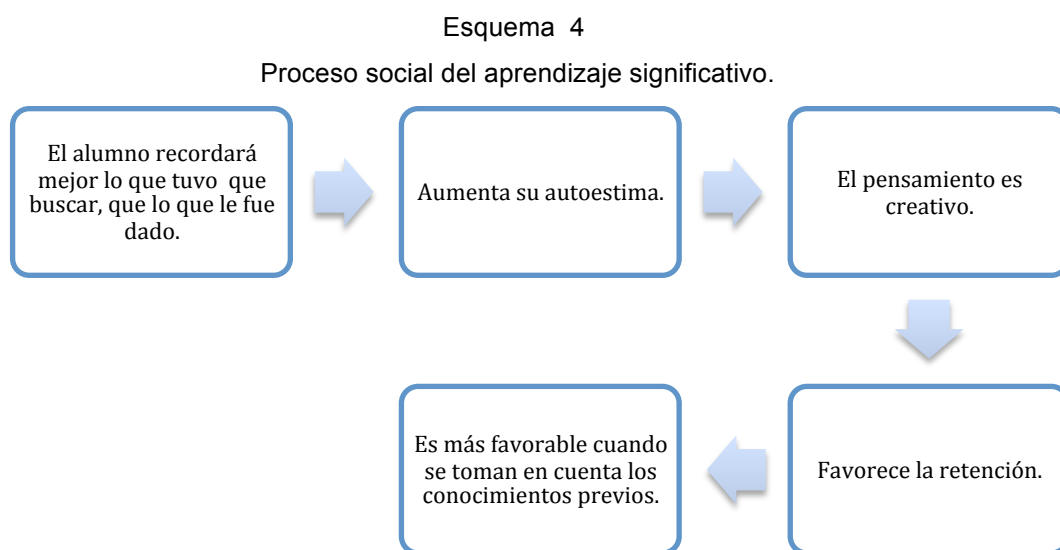 Esquema 4
Proceso social del aprendizaje significativo.
El alumno recordará
mejor lo que tuvo que
buscar, que lo que le fue
dado.
Aumenta su autoestima.
El pensamiento es
creativo.
Favorece la retención.
Es más favorable cuando
se toman en cuenta los
conocimientos previos.